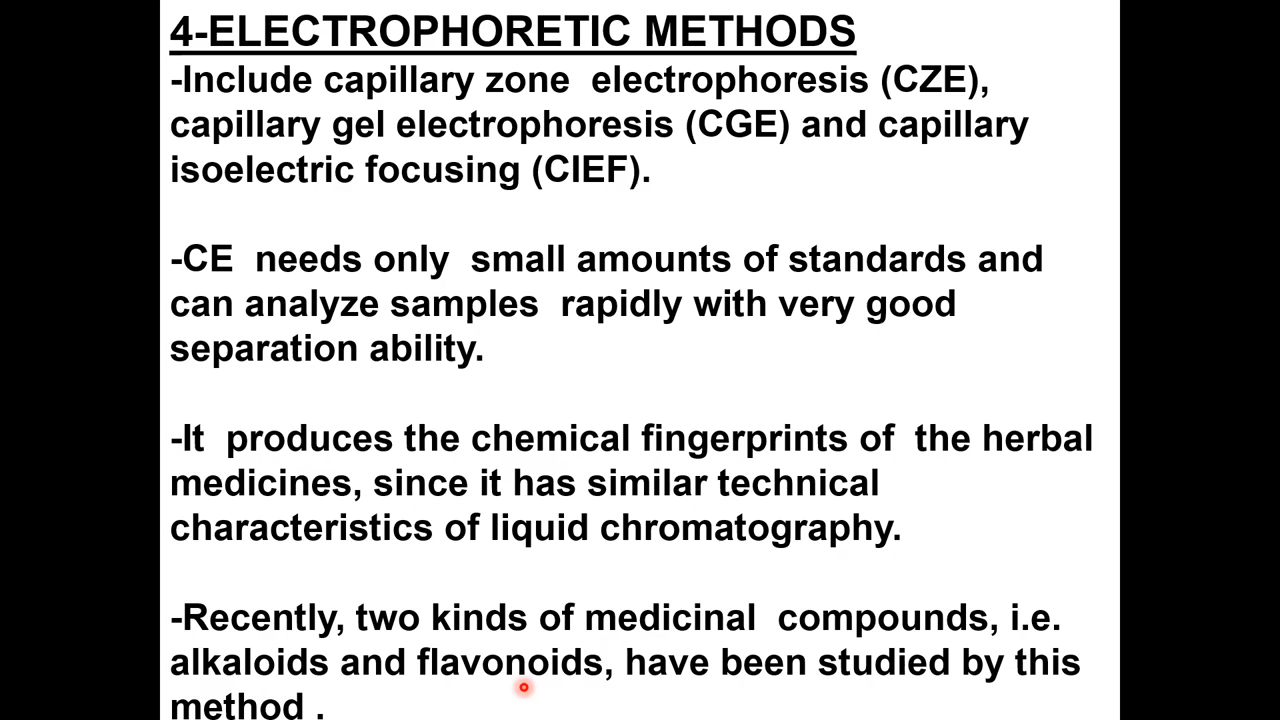 4-ELECTROPHORETIC METHODS
-Include capillary zone  electrophoresis (CZE),
capillary gel electrophoresis (CGE) and capillary
isoelectric focusing (CIEF).
-CE  needs only  small amounts of standards and
can analyze samples  rapidly with very good
separation ability.
-It  produces the chemical fingerprints of  the herbal
medicines, since it has similar technical
characteristics of liquid chromatography.
-Recently, two kinds of medicinal  compounds, i.e.
alkaloids and flavonoids, have been studied by this
method .